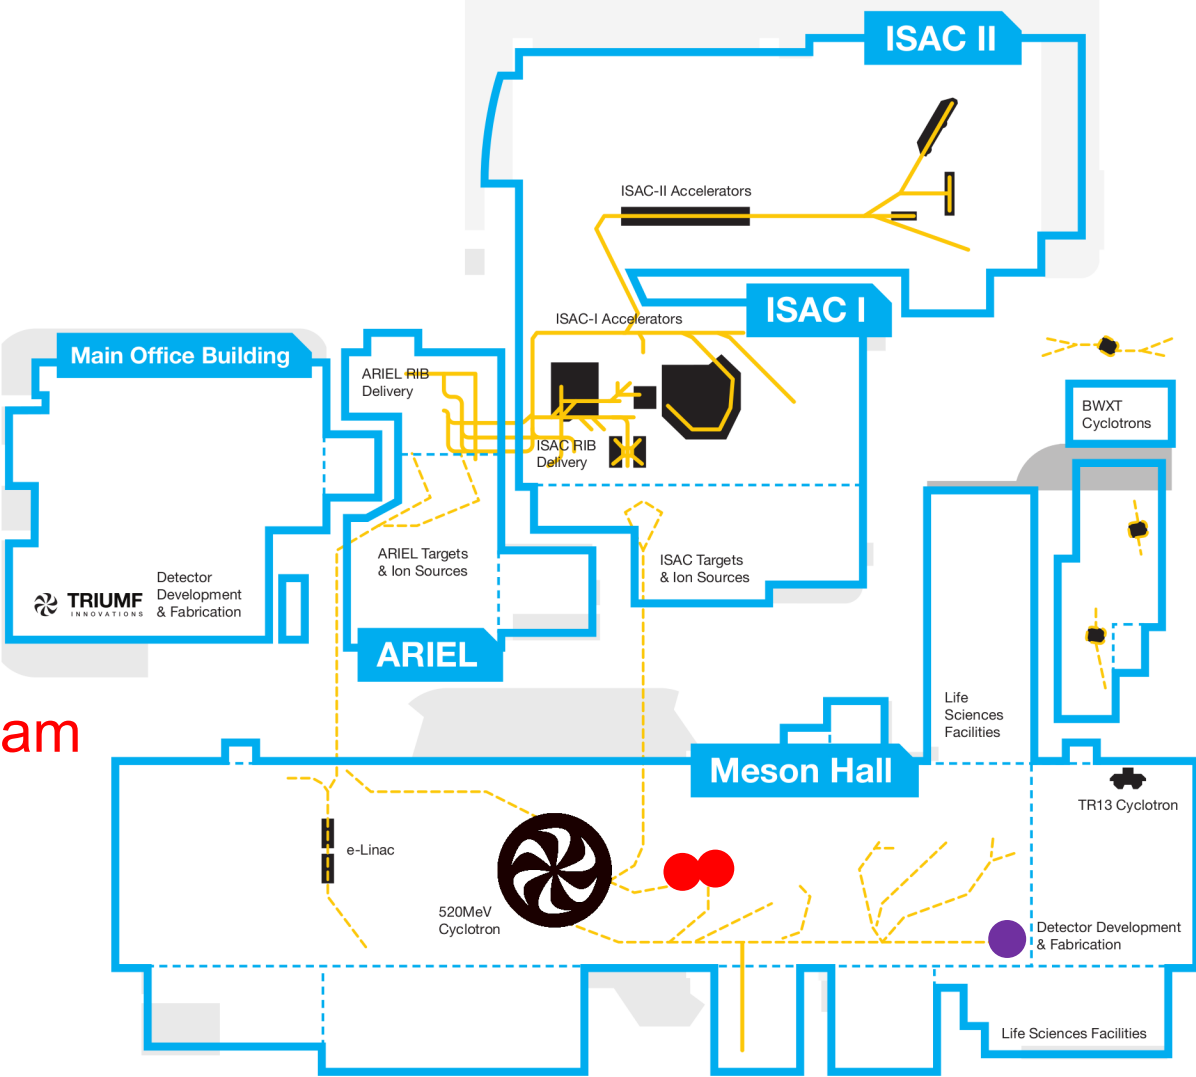 ISAC II
ISAC-II Accelerators
ISAC I
ISAC-I Accelerators
Main Office Building
ARIEL RIB
Delivery
BWXT
Cyclotrons
ISAC RIB
Delivery
ARIEL Targets
& Ion Sources
ISAC Targets
& Ion Sources
TRIUMF
INNOVATIONS
Detector
Development
& Fabrication
ARIEL
am
Life
Sciences
Facilities
Meson Hall
TR13 Cyclotron
e-Linac
520MeV
Cyclotron
Detector Development
& Fabrication
Life Sciences Facilities